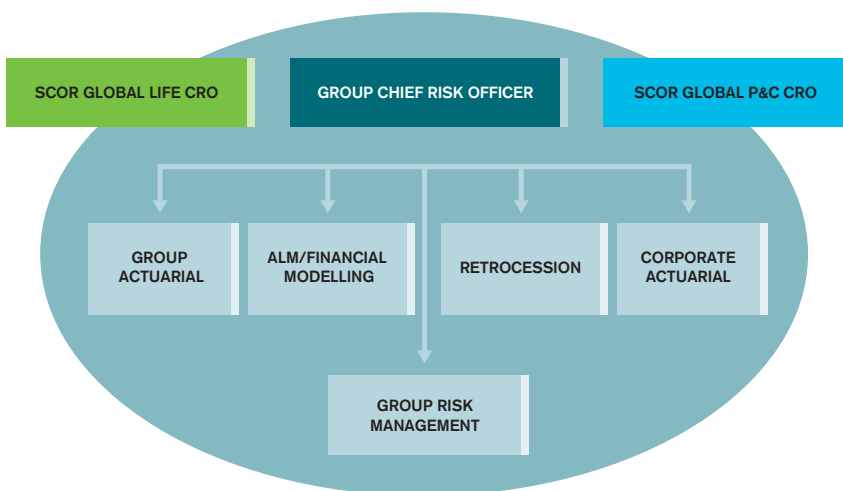 SCOR GLOBAL LIFE CRO
GROUP CHIEF RISK OFFICER
SCOR GLOBAL P&C CRO
GROUP
ACTUARIAL
ALM/FINANCIAL
MODELLING
RETROCESSION
CORPORATE
ACTUARIAL
GROUP RISK
MANAGEMENT